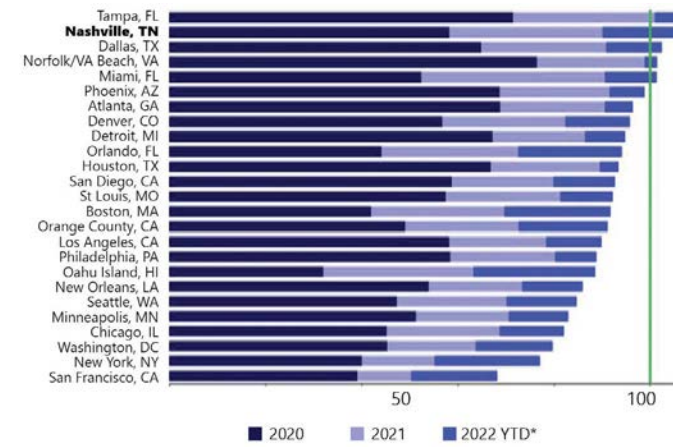 Tampa, FL
Nashville, TN
Dallas, TX
Norfolk/VA Beach, VA
Miami, FL
Phoenix, AZ
Atlanta, GA
Denver, CO
Detroit, MI
Orlando, FL
Houston, TX
San Diego, CA
St Louis, MO
Boston, MA
Orange County, CA
Los Angeles, CA
Philadelphia, PA
Oahu Island, HI
New Orleans, LA
Seattle, WA
Minneapolis, MN
Chicago, IL
Washington, DC
New York, NY
San Francisco, CA
50 100
2020 2021 2022 YTD*